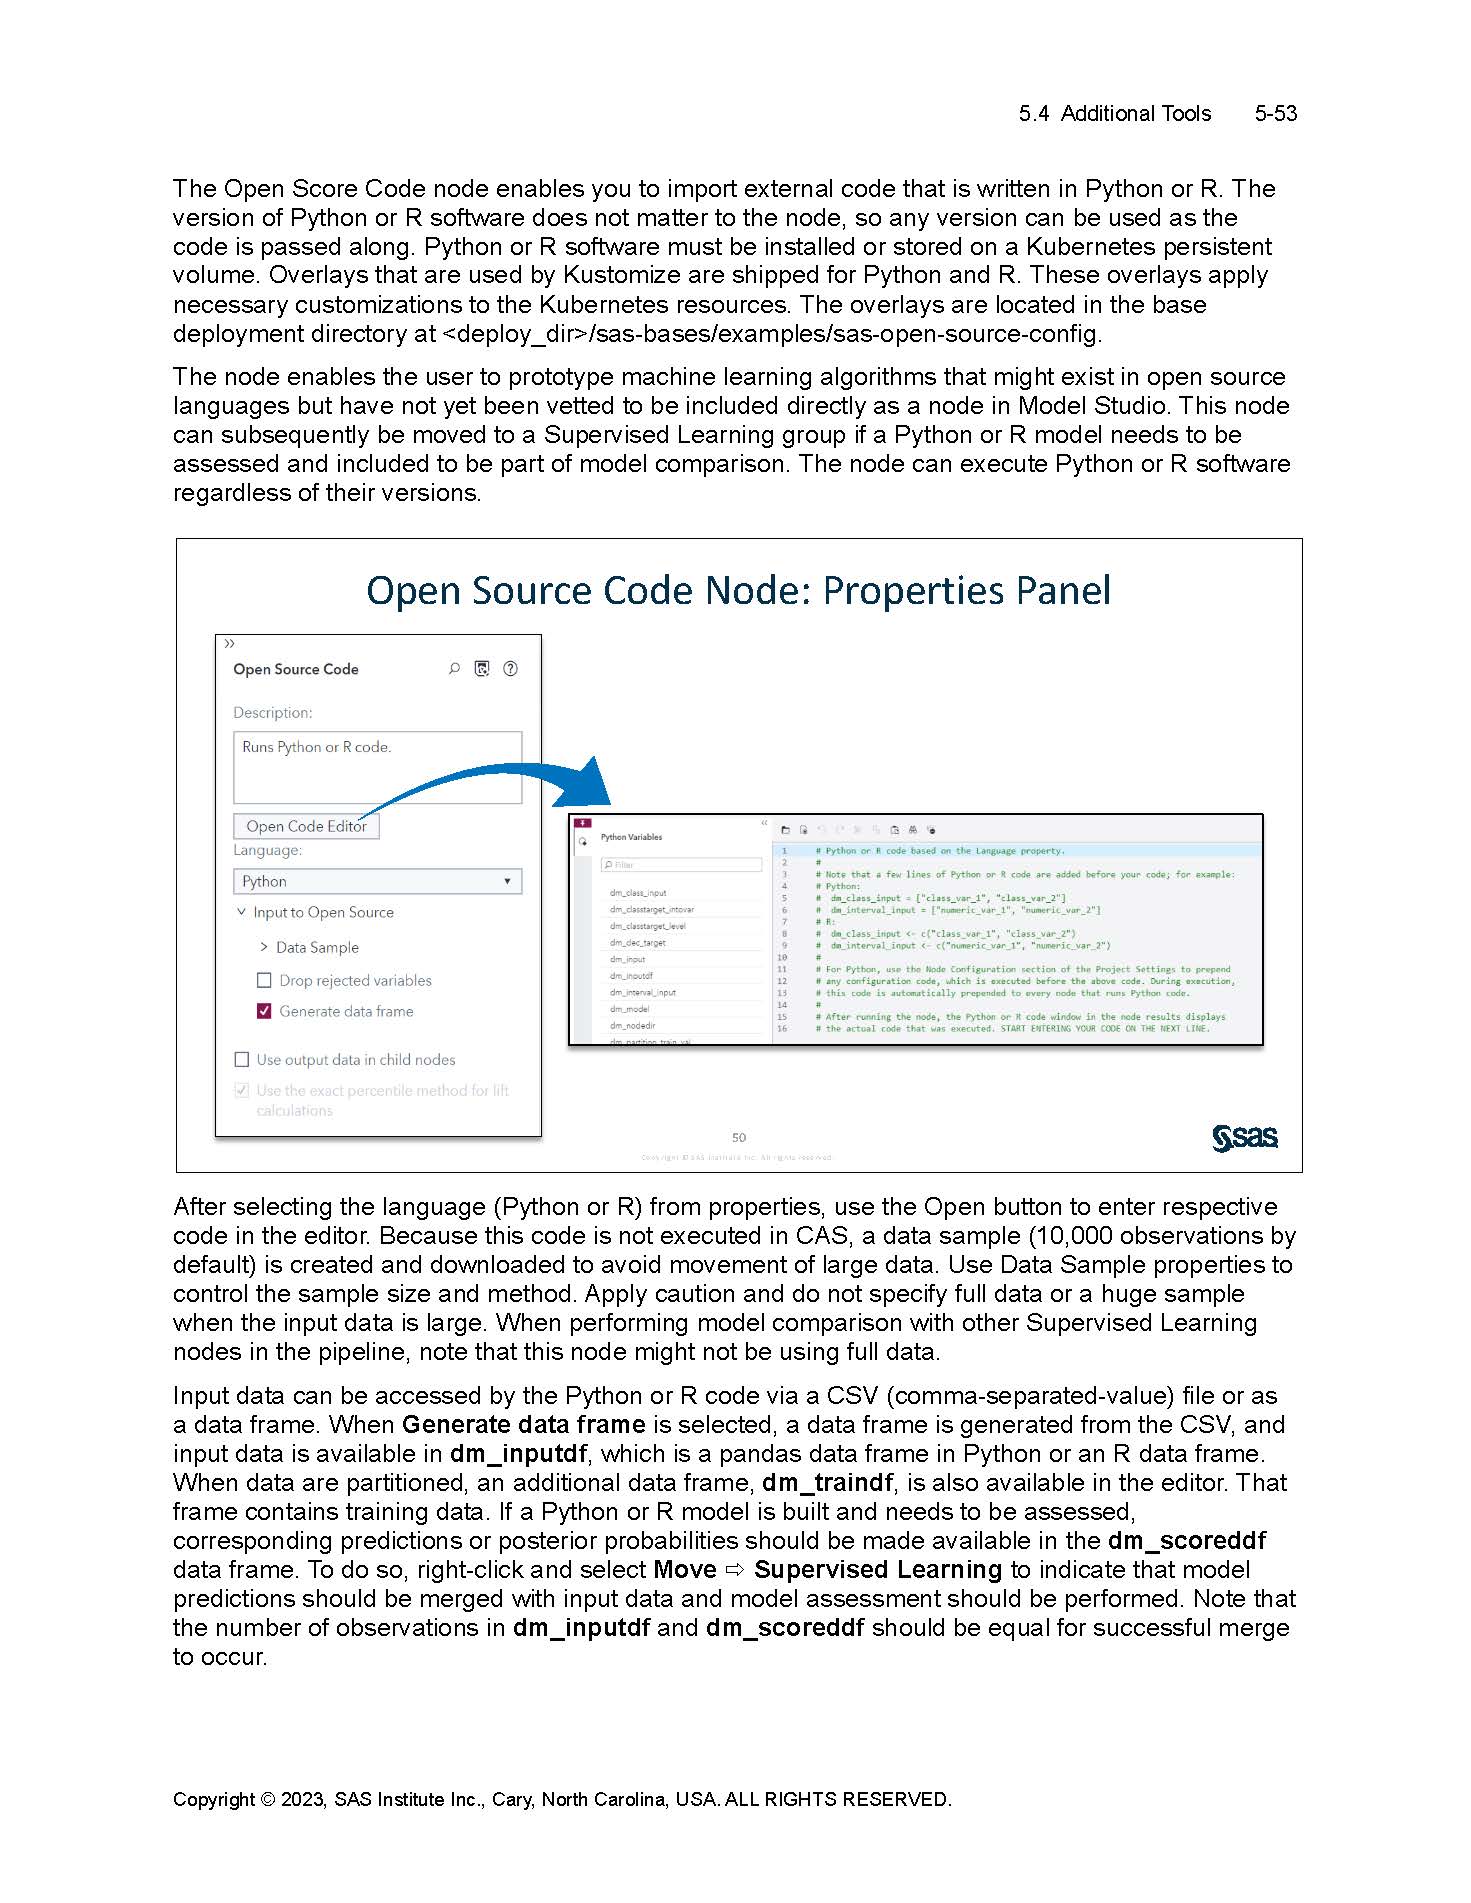 5.4 Additional Tools 5-53
The Open Score Code node enables you to import external code that is written in Python or R. The
version of Python or R software does not matter to the node, so any version can be used as the
code is passed along. Python or R software must be installed or stored on a Kubernetes persistent
volume. Overlays that are used by Kustomize are shipped for Python and R. These overlays apply
necessary customizations to the Kubernetes resources. The overlays are located in the base
deployment directory at <deploy_dir>/sas-bases/examples/sas-open-source-config.
The node enables the user to prototype machine learning algorithms that might exist in open source
languages but have not yet been vetted to be included directly as a node in Model Studio. This node
can subsequently be moved to a Supervised Learning group if a Python or R model needs to be
assessed and included to be part of model comparison. The node can execute Python or R software
regardless of their versions.
Open Source Code Node: Properties Panel
Open Source Code
Description:
Runs Python or R code.
Open Code Editor
Language:
Python
Input to Open Source
Data Sample
Drop rejected variables
Generate data frame
Use output data in child nodes
Use the exact percentile method for lift
calculations
Python Variables
Filter
dm_class_input
dm_classtarget_intovar
dm_classtarget_level
dm_dec_target
dm_input
dm_inputdf
dm_interval_input
dm_model
dm_nodedir
dm_partition_train_val
1 # Python or R code based on the Language property.
2 #
3 # Note that a few lines of Python or R code are added before your code; for example:
4 # Python:
5 # dm_class_input = ["class_var_1", "class_var_2"]
6 # dm_interval_input = ["numeric_var_1", "numeric_var_2"]
7 # R:
8 # dm_class_input <- c("class_var_1", "class_var_2")
9 # dm_interval_input <- c("numeric_var_1", "numeric_var_2")
10 #
11 # For Python, use the Node Configuration section of the Project Settings to prepend
12 # any configuration code, which is executed before the above code. During execution,
13 # this code is automatically prepended to every node that runs Python code.
14 #
15 # After running the node, the Python or R code window in the node results displays
16 # the actual code that was executed. START ENTERING YOUR CODE ON THE NEXT LINE.
50
Copyright © SAS Institute Inc. All rights reserved.
sas
After selecting the language (Python or R) from properties, use the Open button to enter respective
code in the editor. Because this code is not executed in CAS, a data sample (10,000 observations by
default) is created and downloaded to avoid movement of large data. Use Data Sample properties to
control the sample size and method. Apply caution and do not specify full data or a huge sample
when the input data is large. When performing model comparison with other Supervised Learning
nodes in the pipeline, note that this node might not be using full data.
Input data can be accessed by the Python or R code via a CSV (comma-separated-value) file or as
a data frame. When Generate data frame is selected, a data frame is generated from the CSV, and
input data is available in dm_inputdf, which is a pandas data frame in Python or an R data frame.
When data are partitioned, an additional data frame, dm_traindf, is also available in the editor. That
frame contains training data. If a Python or R model is built and needs to be assessed,
corresponding predictions or posterior probabilities should be made available in the dm_scoreddf
data frame. To do so, right-click and select Move ⇨ Supervised Learning to indicate that model
predictions should be merged with input data and model assessment should be performed. Note that
the number of observations in dm_inputdf and dm_scoreddf should be equal for successful merge
to occur.
Copyright © 2023, SAS Institute Inc., Cary, North Carolina, USA. ALL RIGHTS RESERVED.